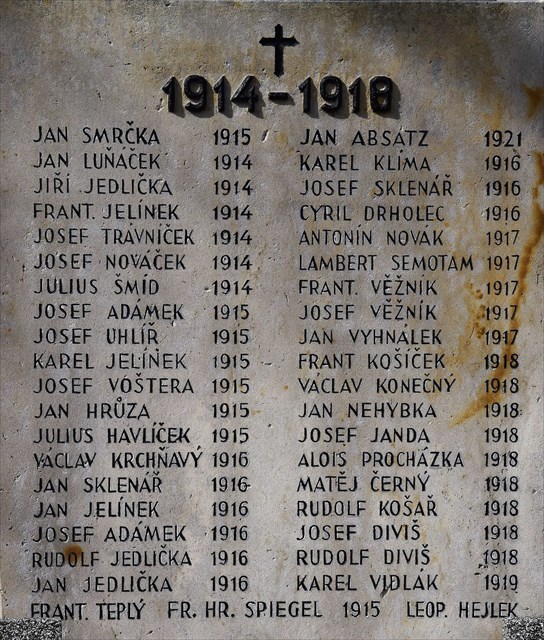 1914-1918
JAN SMRČKA 1915
JAN LUŇÁČEK 1914
JIŘÍ JEDLIČKA 1914
FRANT. JELÍNEK 1914
JOSEF TRÁVNÍČEK 1914
JOSEF NOVÁČEK 1914
JULIUS ŠMÍD 1914
JOSEF ADÁMEK 1915
JOSEF UHLÍŘ 1915
KAREL JELÍNEK 1915
JOSEF VOŠTERA 1915
JAN HRŮZA 1915
JULIUS HAVLÍČEK 1915
VÁCLAV KRCHŇAVÝ 1916
JAN SKLENÁŘ 1916
JAN JELÍNEK 1916
JOSEF ADÁMEK 1916
RUDOLF JEDLIČKA 1916
JAN JEDLIČKA 1916
JAN ABSATZ 1921
KAREL KLÍMA 1916
JOSEF SKLENÁŘ 1916
CYRIL DRHOLEC 1916
ANTONÍN NOVÁK 1917
LAMBERT SEMOTAM 1917
FRANT. VĚŽNÍK 1917
JOSEF VĚŽNÍK 1917
JAN VYHNÁLEK 1917
FRANT KOŠÍČEK 1918
VÁCLAV KONEČNÝ 1918
JAN NEHYBKA 1918
JOSEF JANDA 1918
ALOIS PROCHÁZKA 1918
MATĚJ ČERNÝ 1918
RUDOLF KOŠAŘ 1918
JOSEF DIVIŠ 1918
RUDOLF DIVIŠ 1918
KAREL VIDLÁK 1919
FRANT. TEPLÝ FR. HR. SPIEGEL 1915 LEOP. HEJLEK